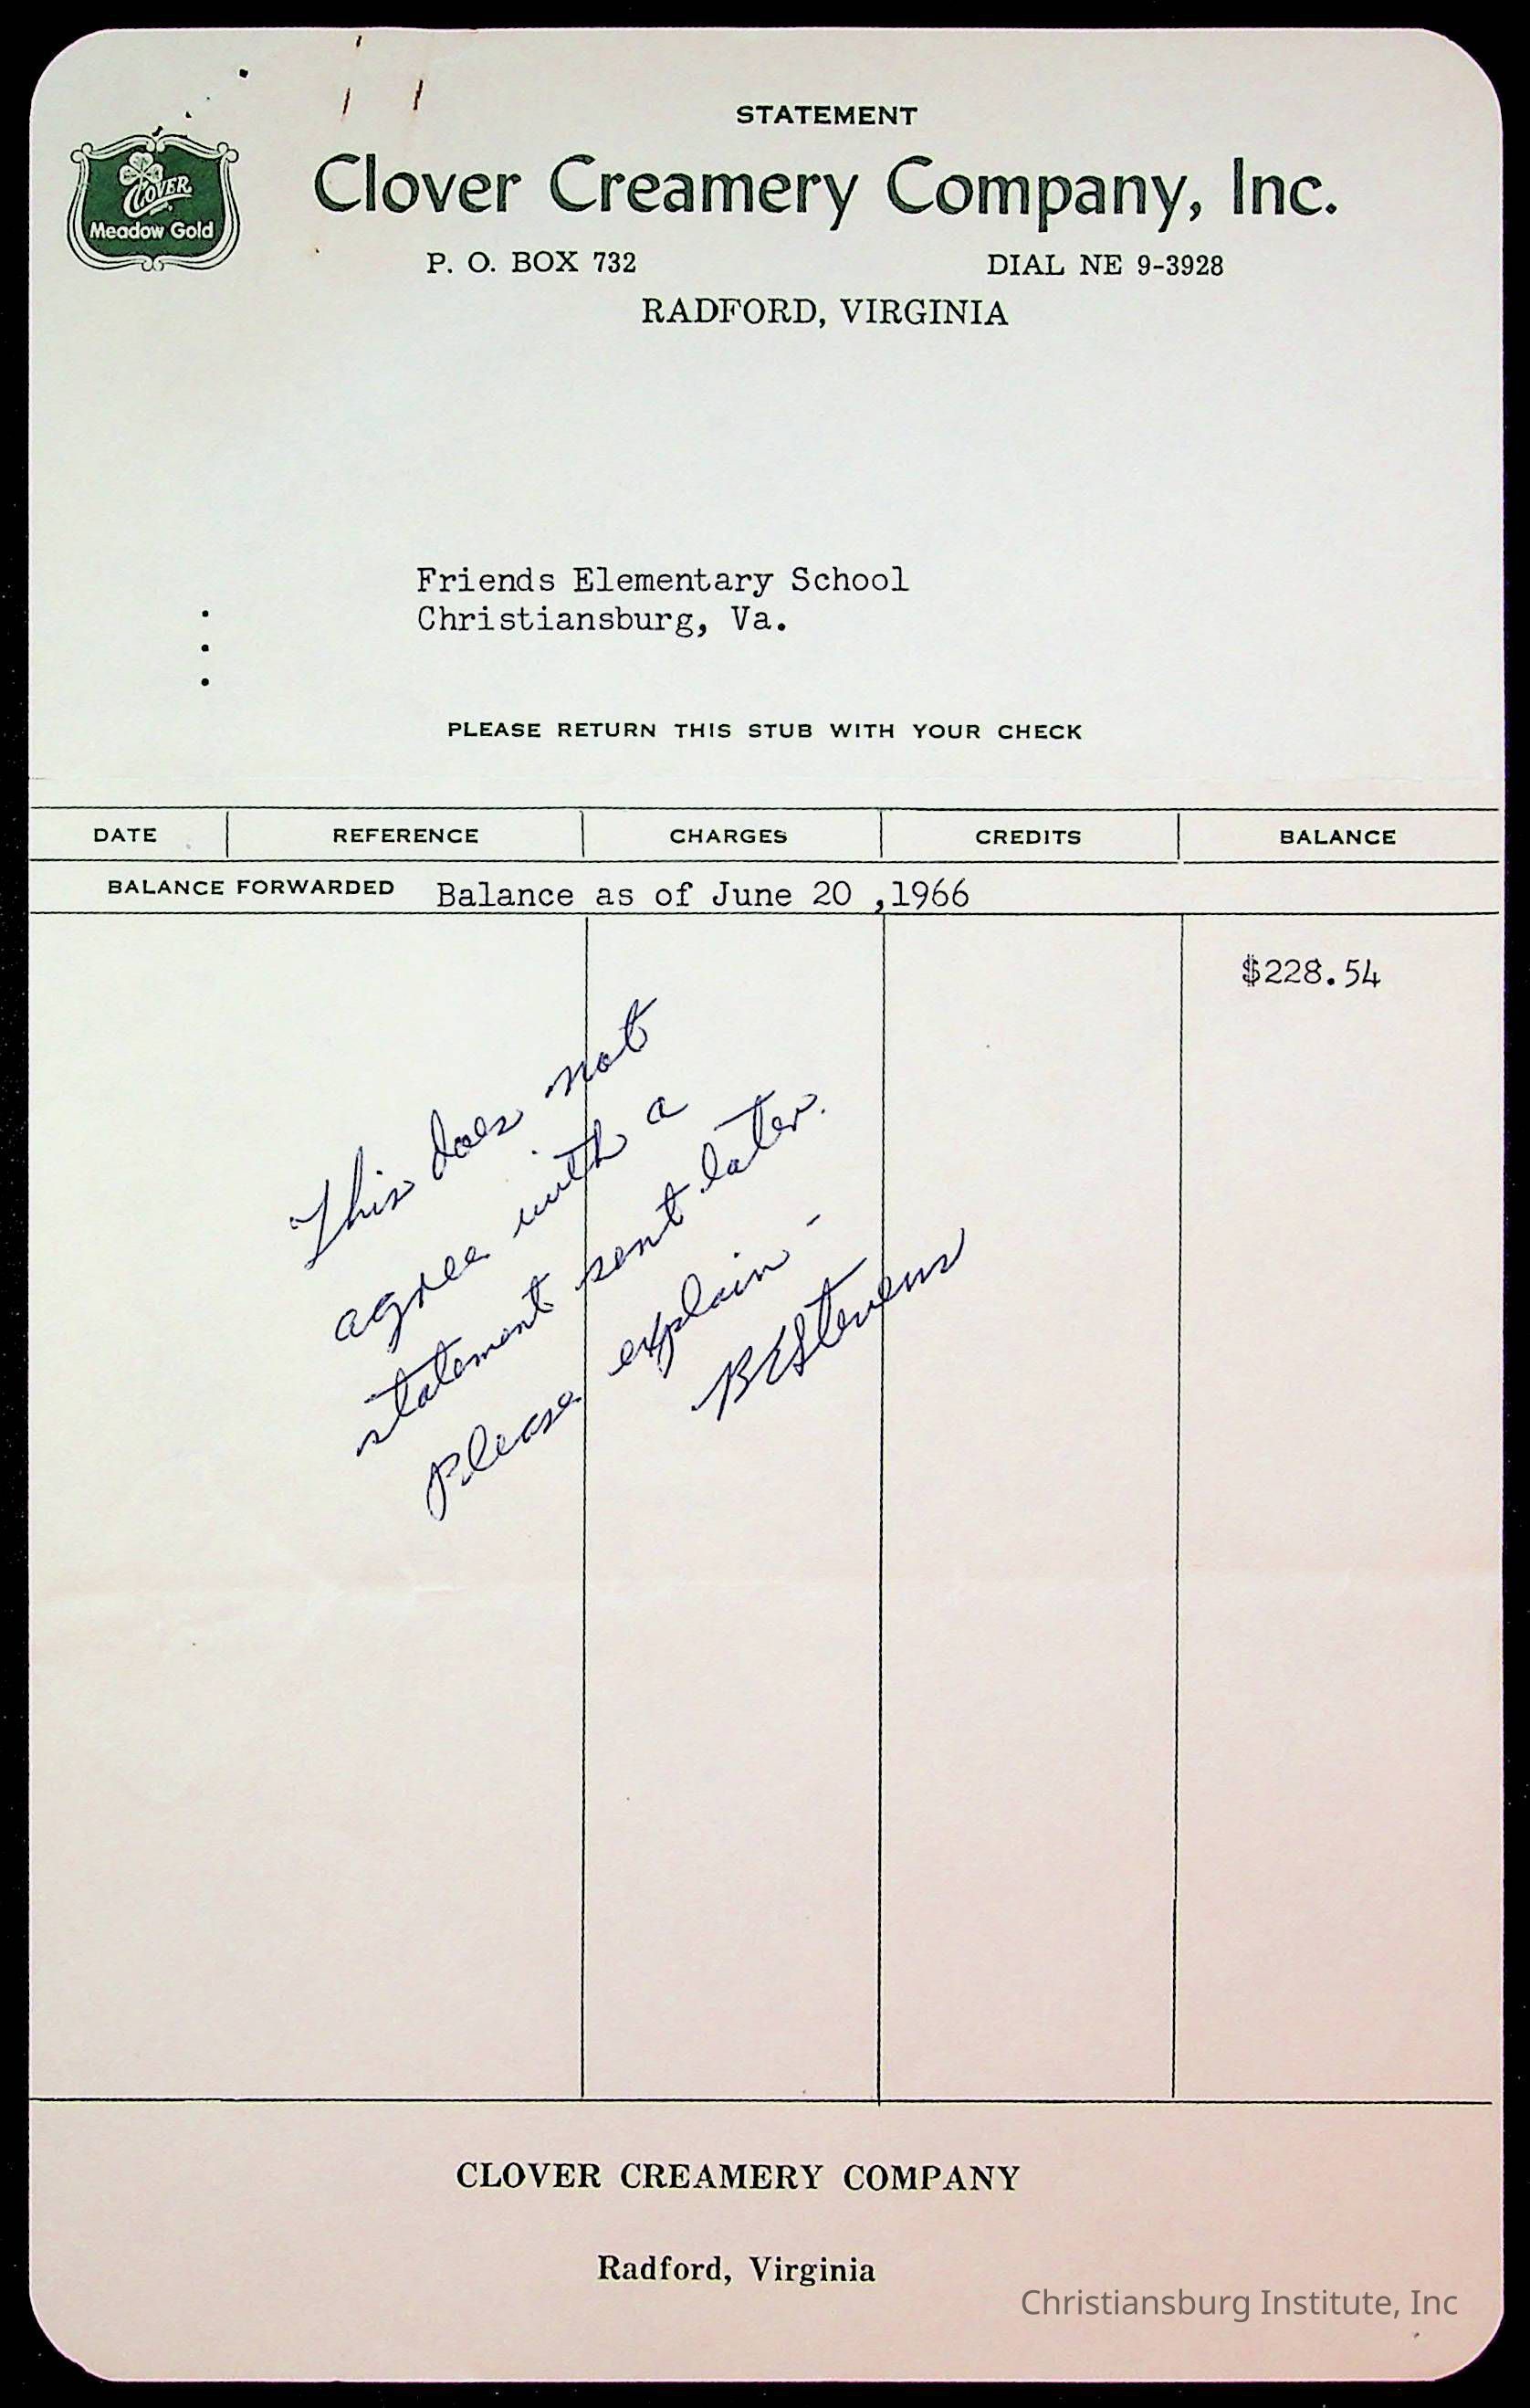 STATEMENT
Clover Creamery Company, Inc.
CLOVER
Meadow Gold
P. O. BOX 732 DIAL NE 9-3928
RADFORD, VIRGINIA
Friends Elementary School
Christiansburg, Va.
PLEASE RETURN THIS STUB WITH YOUR CHECK
DATE REFERENCE CHARGES CREDITS BALANCE
BALANCE FORWARDED Balance as of June 20 ,1966
$228.54
This does not
agree with a
statement sent later.
Please explain -
BEStevens
CLOVER CREAMERY COMPANY
Radford, Virginia
Christiansburg Institute, Inc